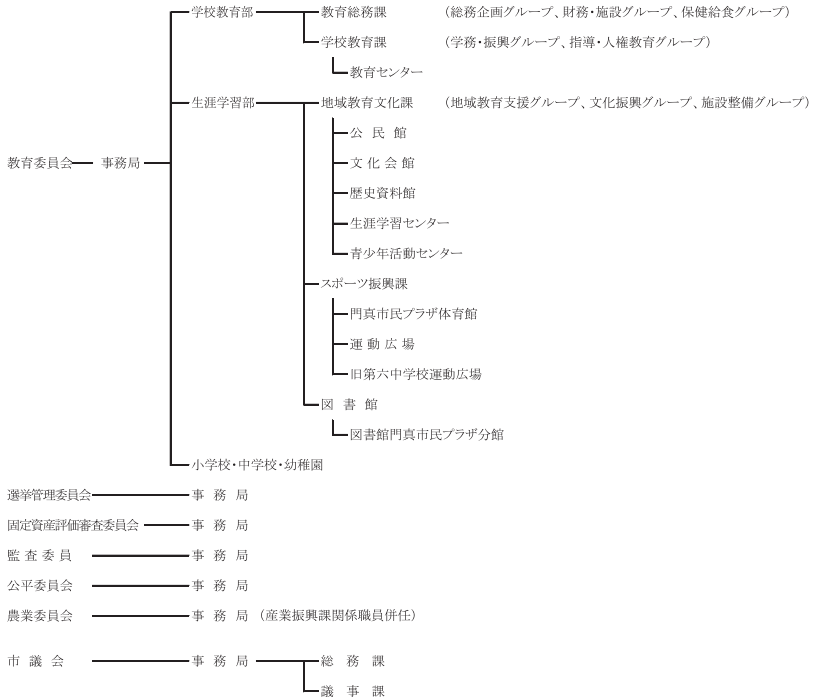 学校教育部 教育総務課 （総務企画グループ、財務・施設グループ、保健給食グループ）
学校教育課 （学務・振興グループ、指導・人権教育グループ）
教育センター
生涯学習部 地域教育文化課 （地域教育支援グループ、文化振興グループ、施設整備グループ）
公民館
文化会館
教育委員会 事務局
歴史資料館
生涯学習センター
青少年活動センター
スポーツ振興課
門真市民プラザ体育館
運動広場
旧第六中学校運動広場
図書館
図書館門真市民プラザ分館
小学校・中学校・幼稚園
選挙管理委員会 事務局
固定資産評価審査委員会 事務局
監査委員 事務局
公平委員会 事務局
農業委員会 事務局 （産業振興課関係職員併任）
市議会 事務局 総務課
議事課